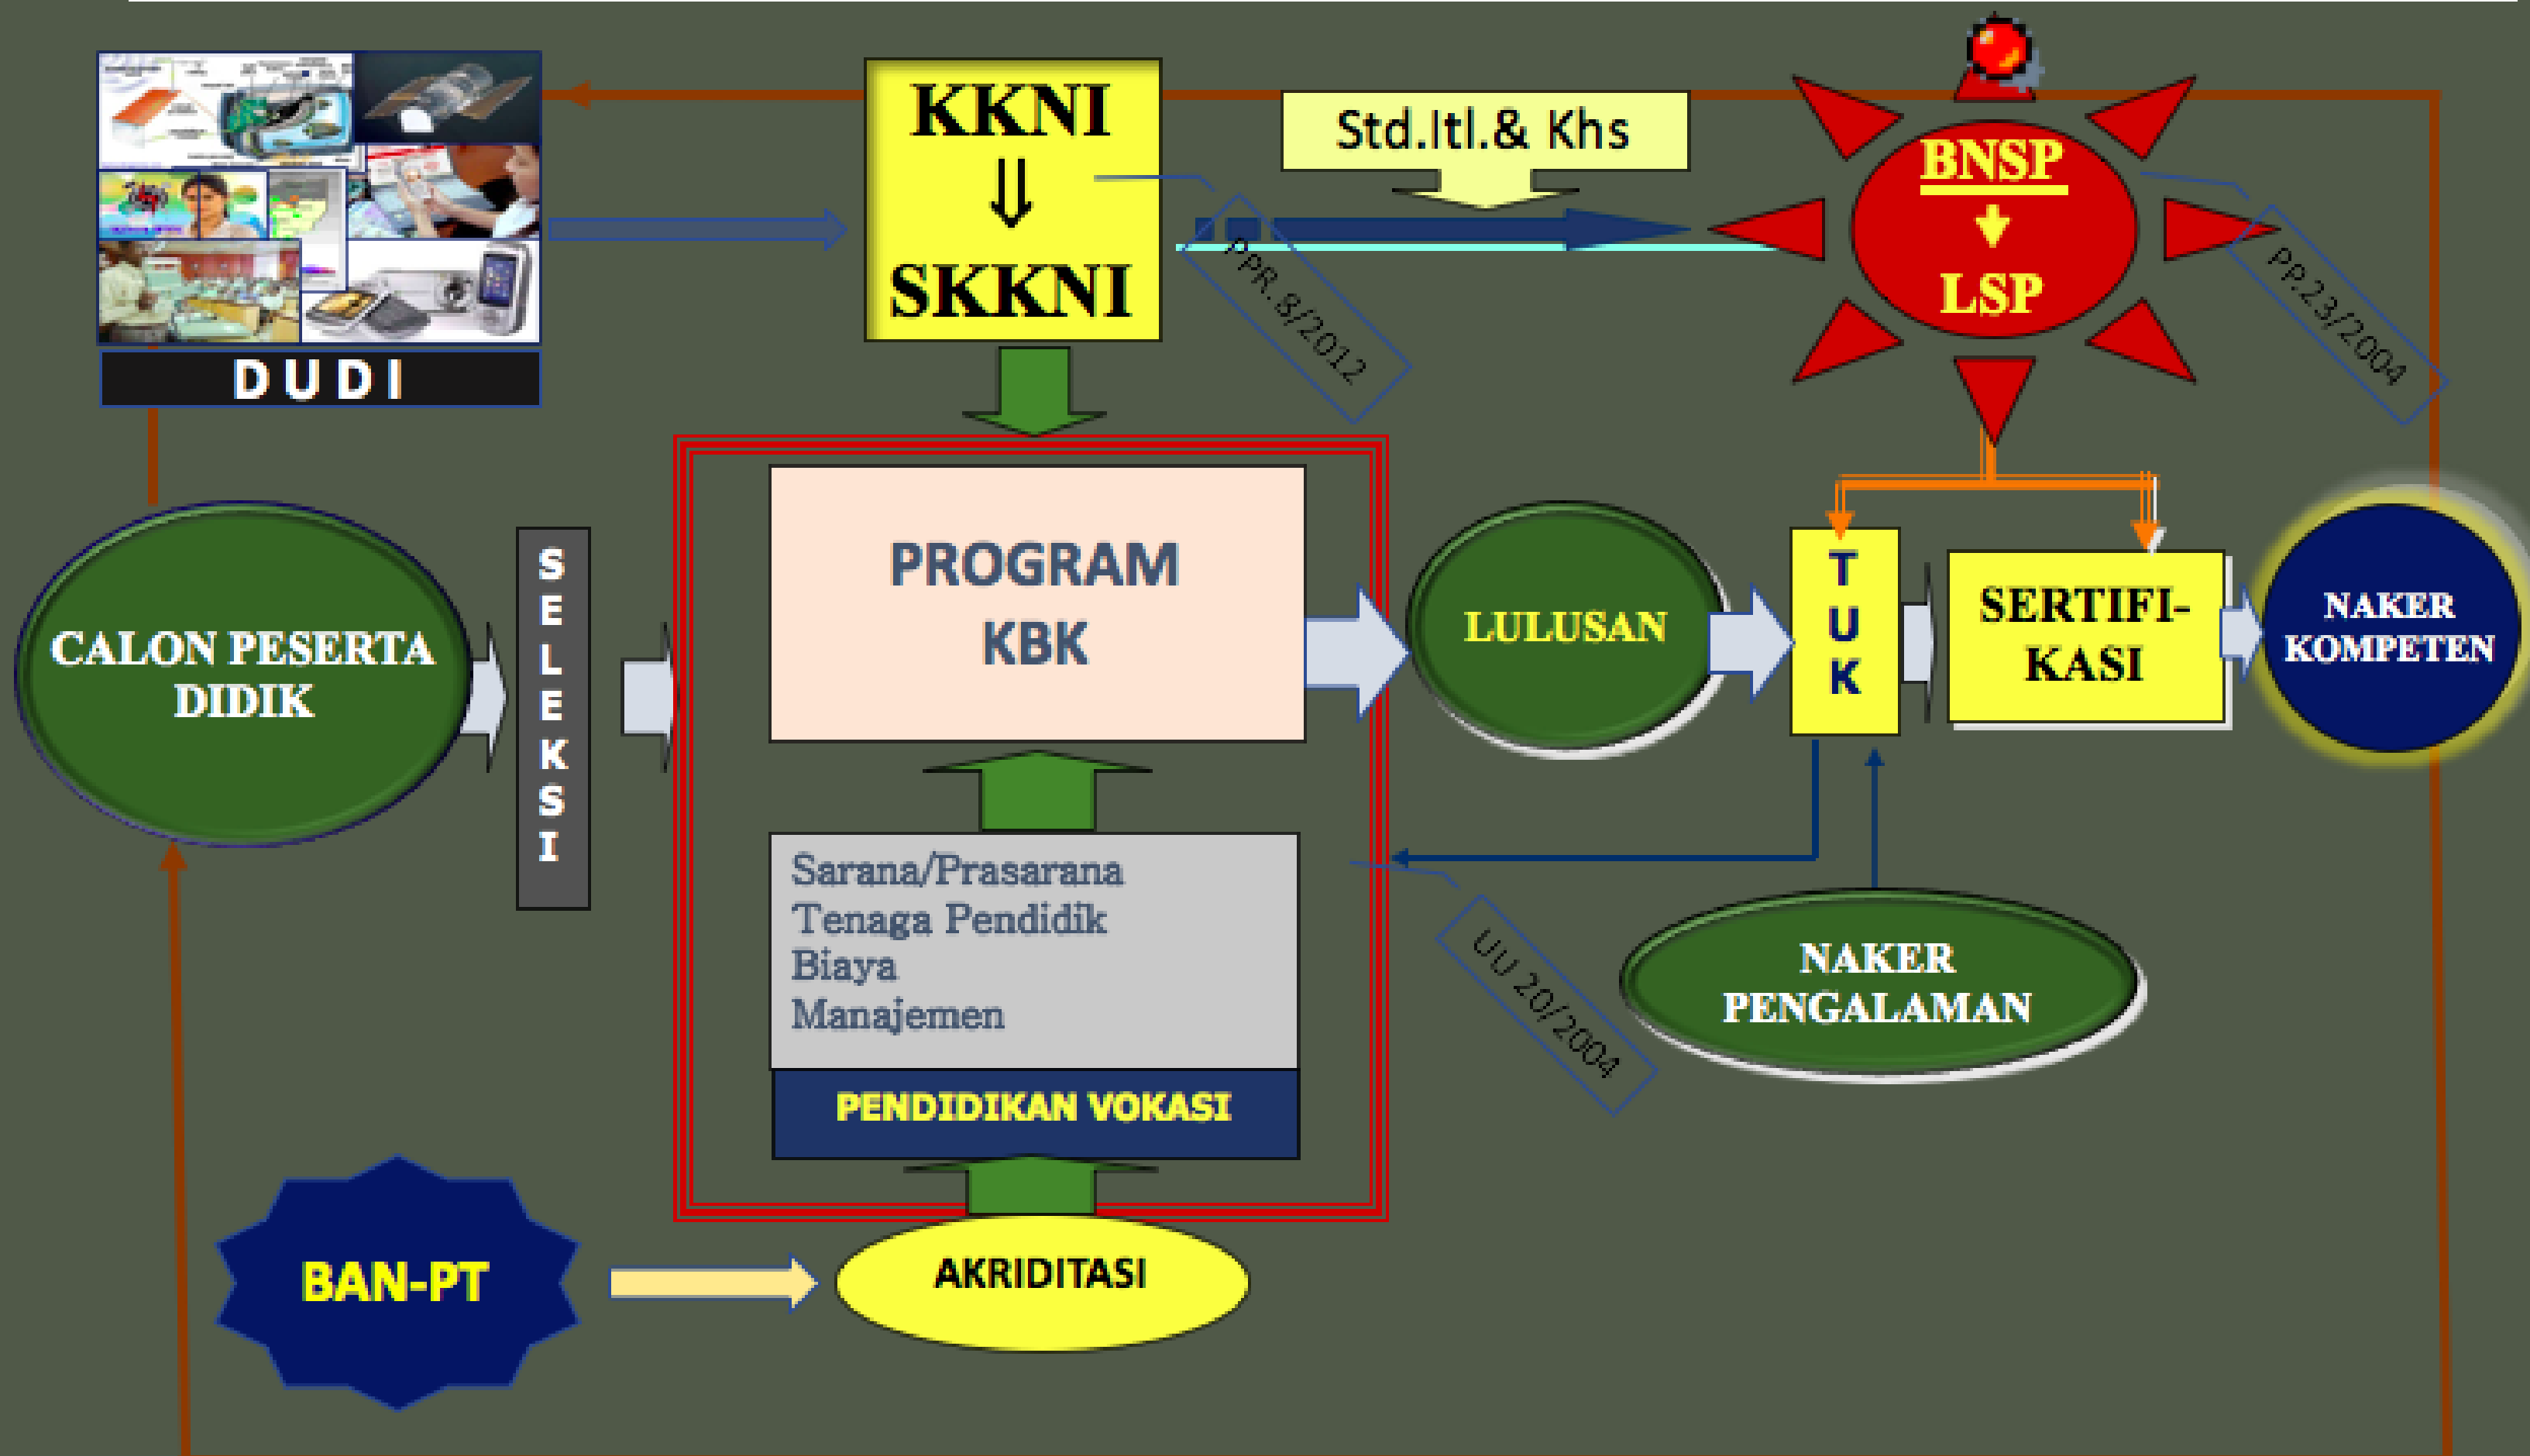 KKNI
⇓
SKKNI
Std.Itl.& Khs
BNSP
LSP
PPR.8/2012
PP.23/2004
D U D I
CALON PESERTA
DIDIK
S
E
L
E
K
S
I
PROGRAM
KBK
LULUSAN
T
U
K
SERTIFI-
KASI
NAKER
KOMPETEN
Sarana/Prasarana
Tenaga Pendidik
Biaya
Manajemen
PENDIDIKAN VOKASI
UU 20/2004
NAKER
PENGALAMAN
BAN-PT
AKRIDITASI